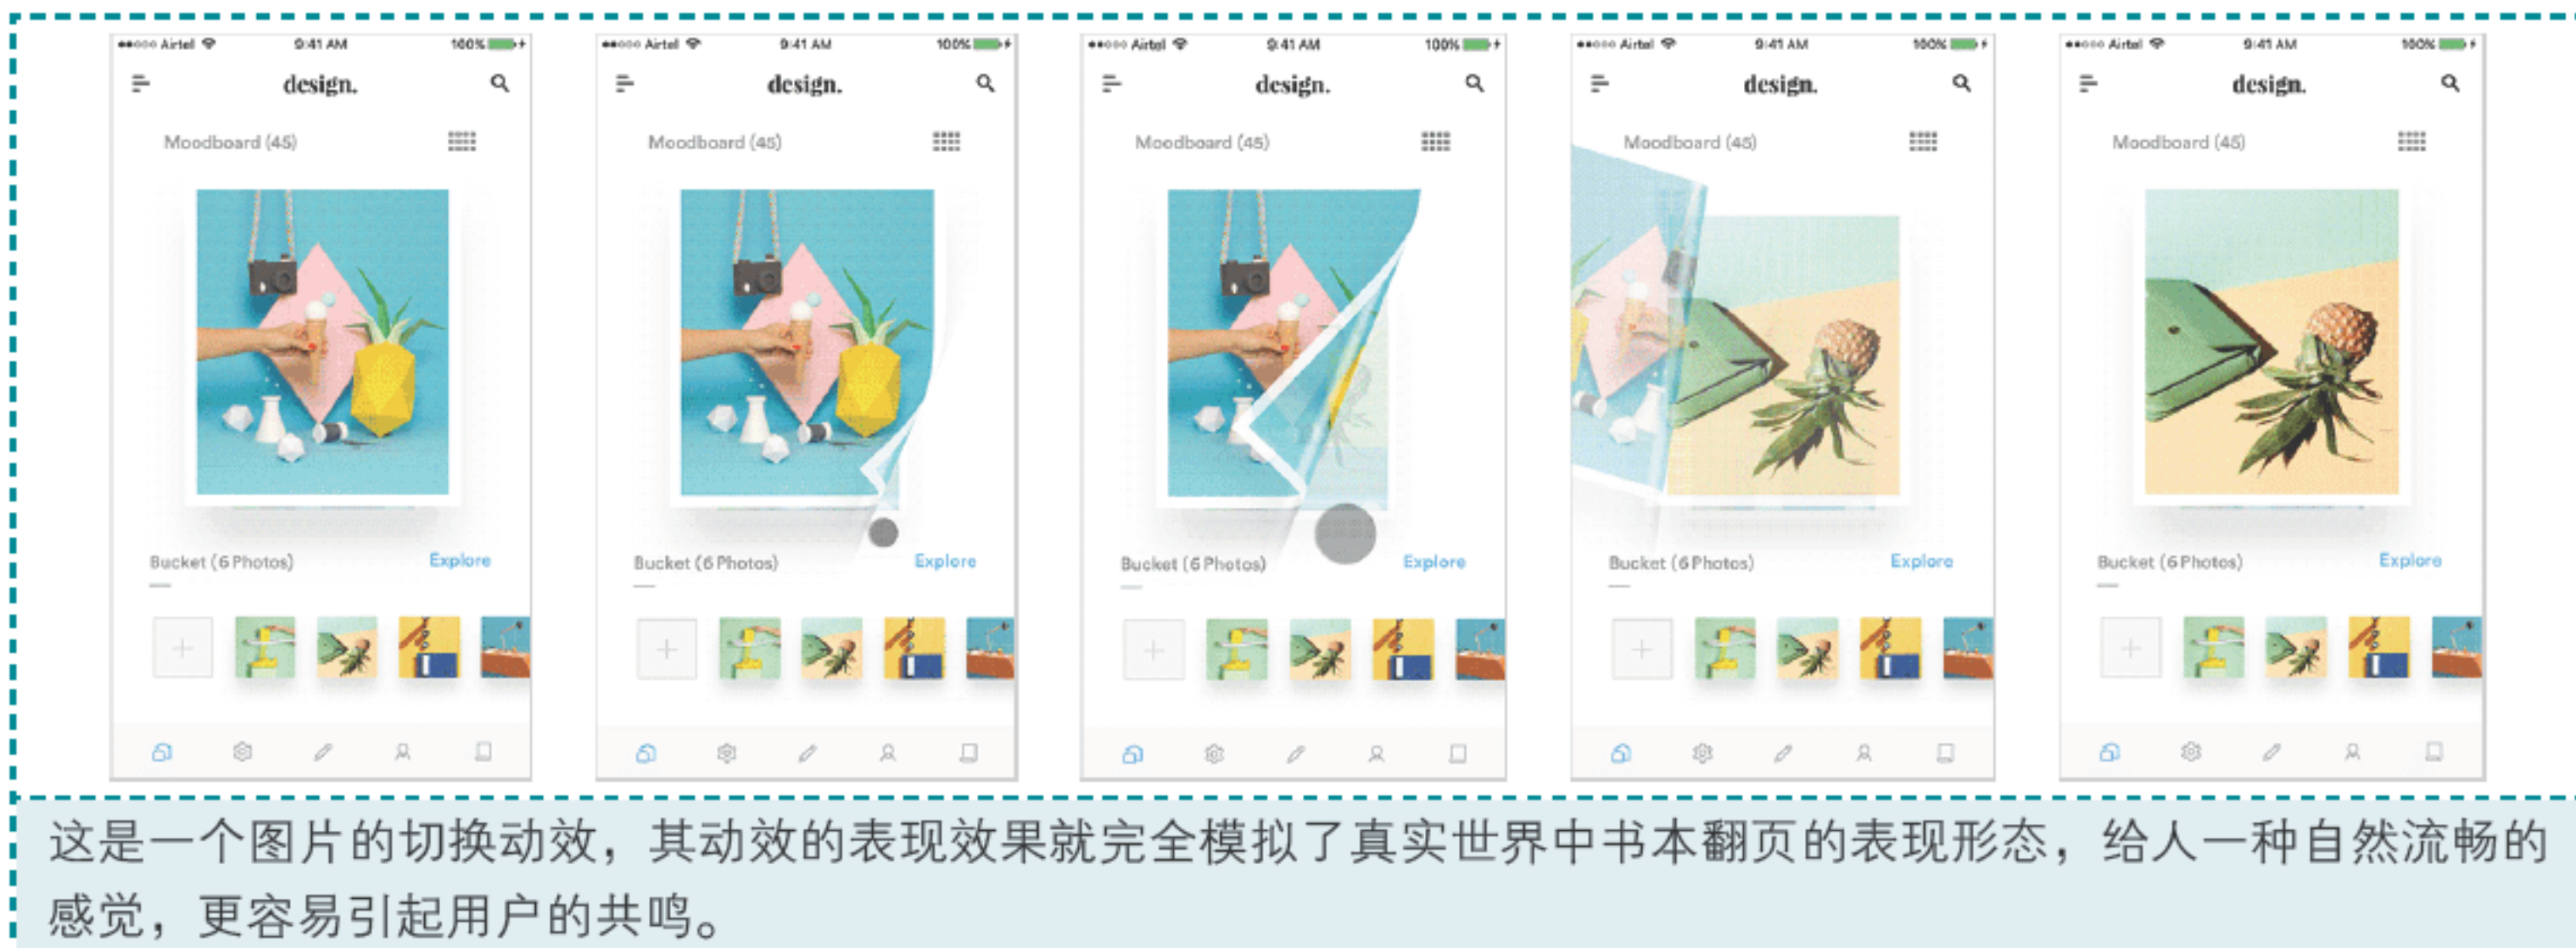 Airtel 9:41 AM 100% Airtel 9:41 AM 100% Airtel 9:41 AM 100% Airtel 9:41 AM 100% Airtel 9:41 AM 100%
design. design. design. design. design.
Moodboard (45) Moodboard (45) Moodboard (45) Moodboard (45) Moodboard (45)
Bucket (6 Photos) Explore Bucket (6 Photos) Explore Bucket (6 Photos) Explore Bucket (6 Photos) Explore Bucket (6 Photos) Explore
这是一个图片的切换动效，其动效的表现效果就完全模拟了真实世界中书本翻页的表现形态，给人一种自然流畅的
感觉，更容易引起用户的共鸣。